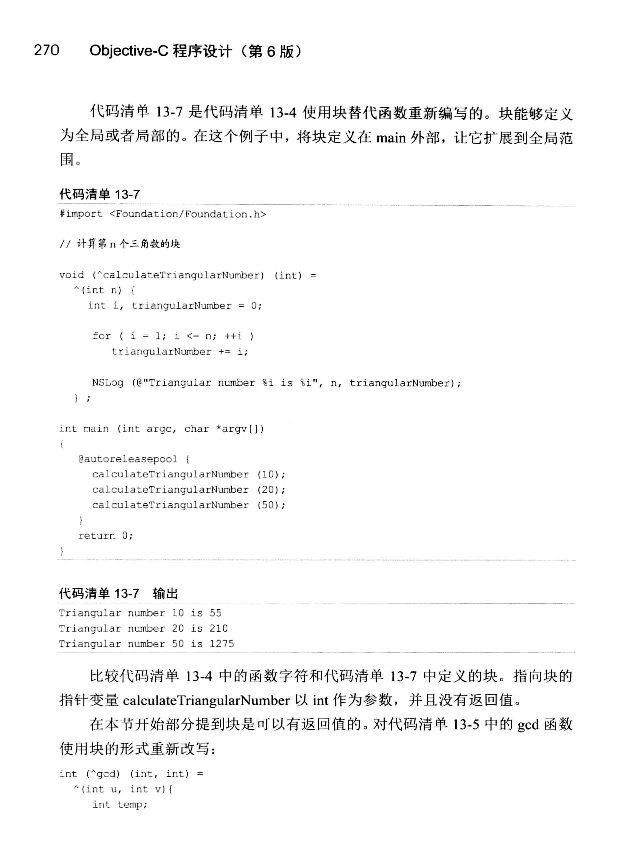 270 Objective-C 程序设计（第 6 版）
代码清单 13-7 是代码清单 13-4 使用块替代函数重新编写的。块能够定义
为全局或者局部的。在这个例子中，将块定义在 main 外部，让它扩展到全局范
围。
代码清单 13-7
#import <Foundation/Foundation.h>
// 计算第 n 个三角数的块
void (^calculateTriangularNumber) (int) =
^(int n) {
int i, triangularNumber = 0;
for ( i = 1; i <= n; ++i )
triangularNumber += i;
NSLog (@"Triangular number %i is %i", n, triangularNumber);
} ;
int main (int argc, char *argv[])
{
@autoreleasepool {
calculateTriangularNumber (10);
calculateTriangularNumber (20);
calculateTriangularNumber (50);
}
return 0;
}
代码清单 13-7 输出
Triangular number 10 is 55
Triangular number 20 is 210
Triangular number 50 is 1275
比较代码清单 13-4 中的函数字符和代码清单 13-7 中定义的块。指向块的
指针变量 calculateTriangularNumber 以 int 作为参数，并且没有返回值。
在本节开始部分提到块是可以有返回值的。对代码清单 13-5 中的 gcd 函数
使用块的形式重新改写：
int (^gcd) (int, int) =
^(int u, int v){
int temp;